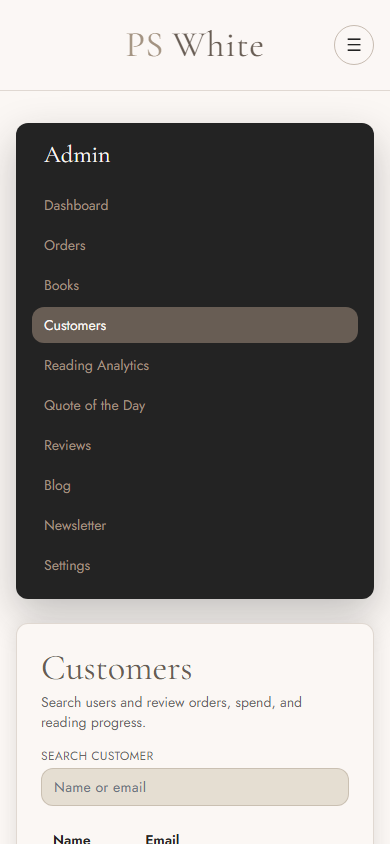 PS White
☰
Admin
Dashboard
Orders
Books
Customers
Reading Analytics
Quote of the Day
Reviews
Blog
Newsletter
Settings
Customers
Search users and review orders, spend, and
reading progress.
SEARCH CUSTOMER
Name or email
Name Email